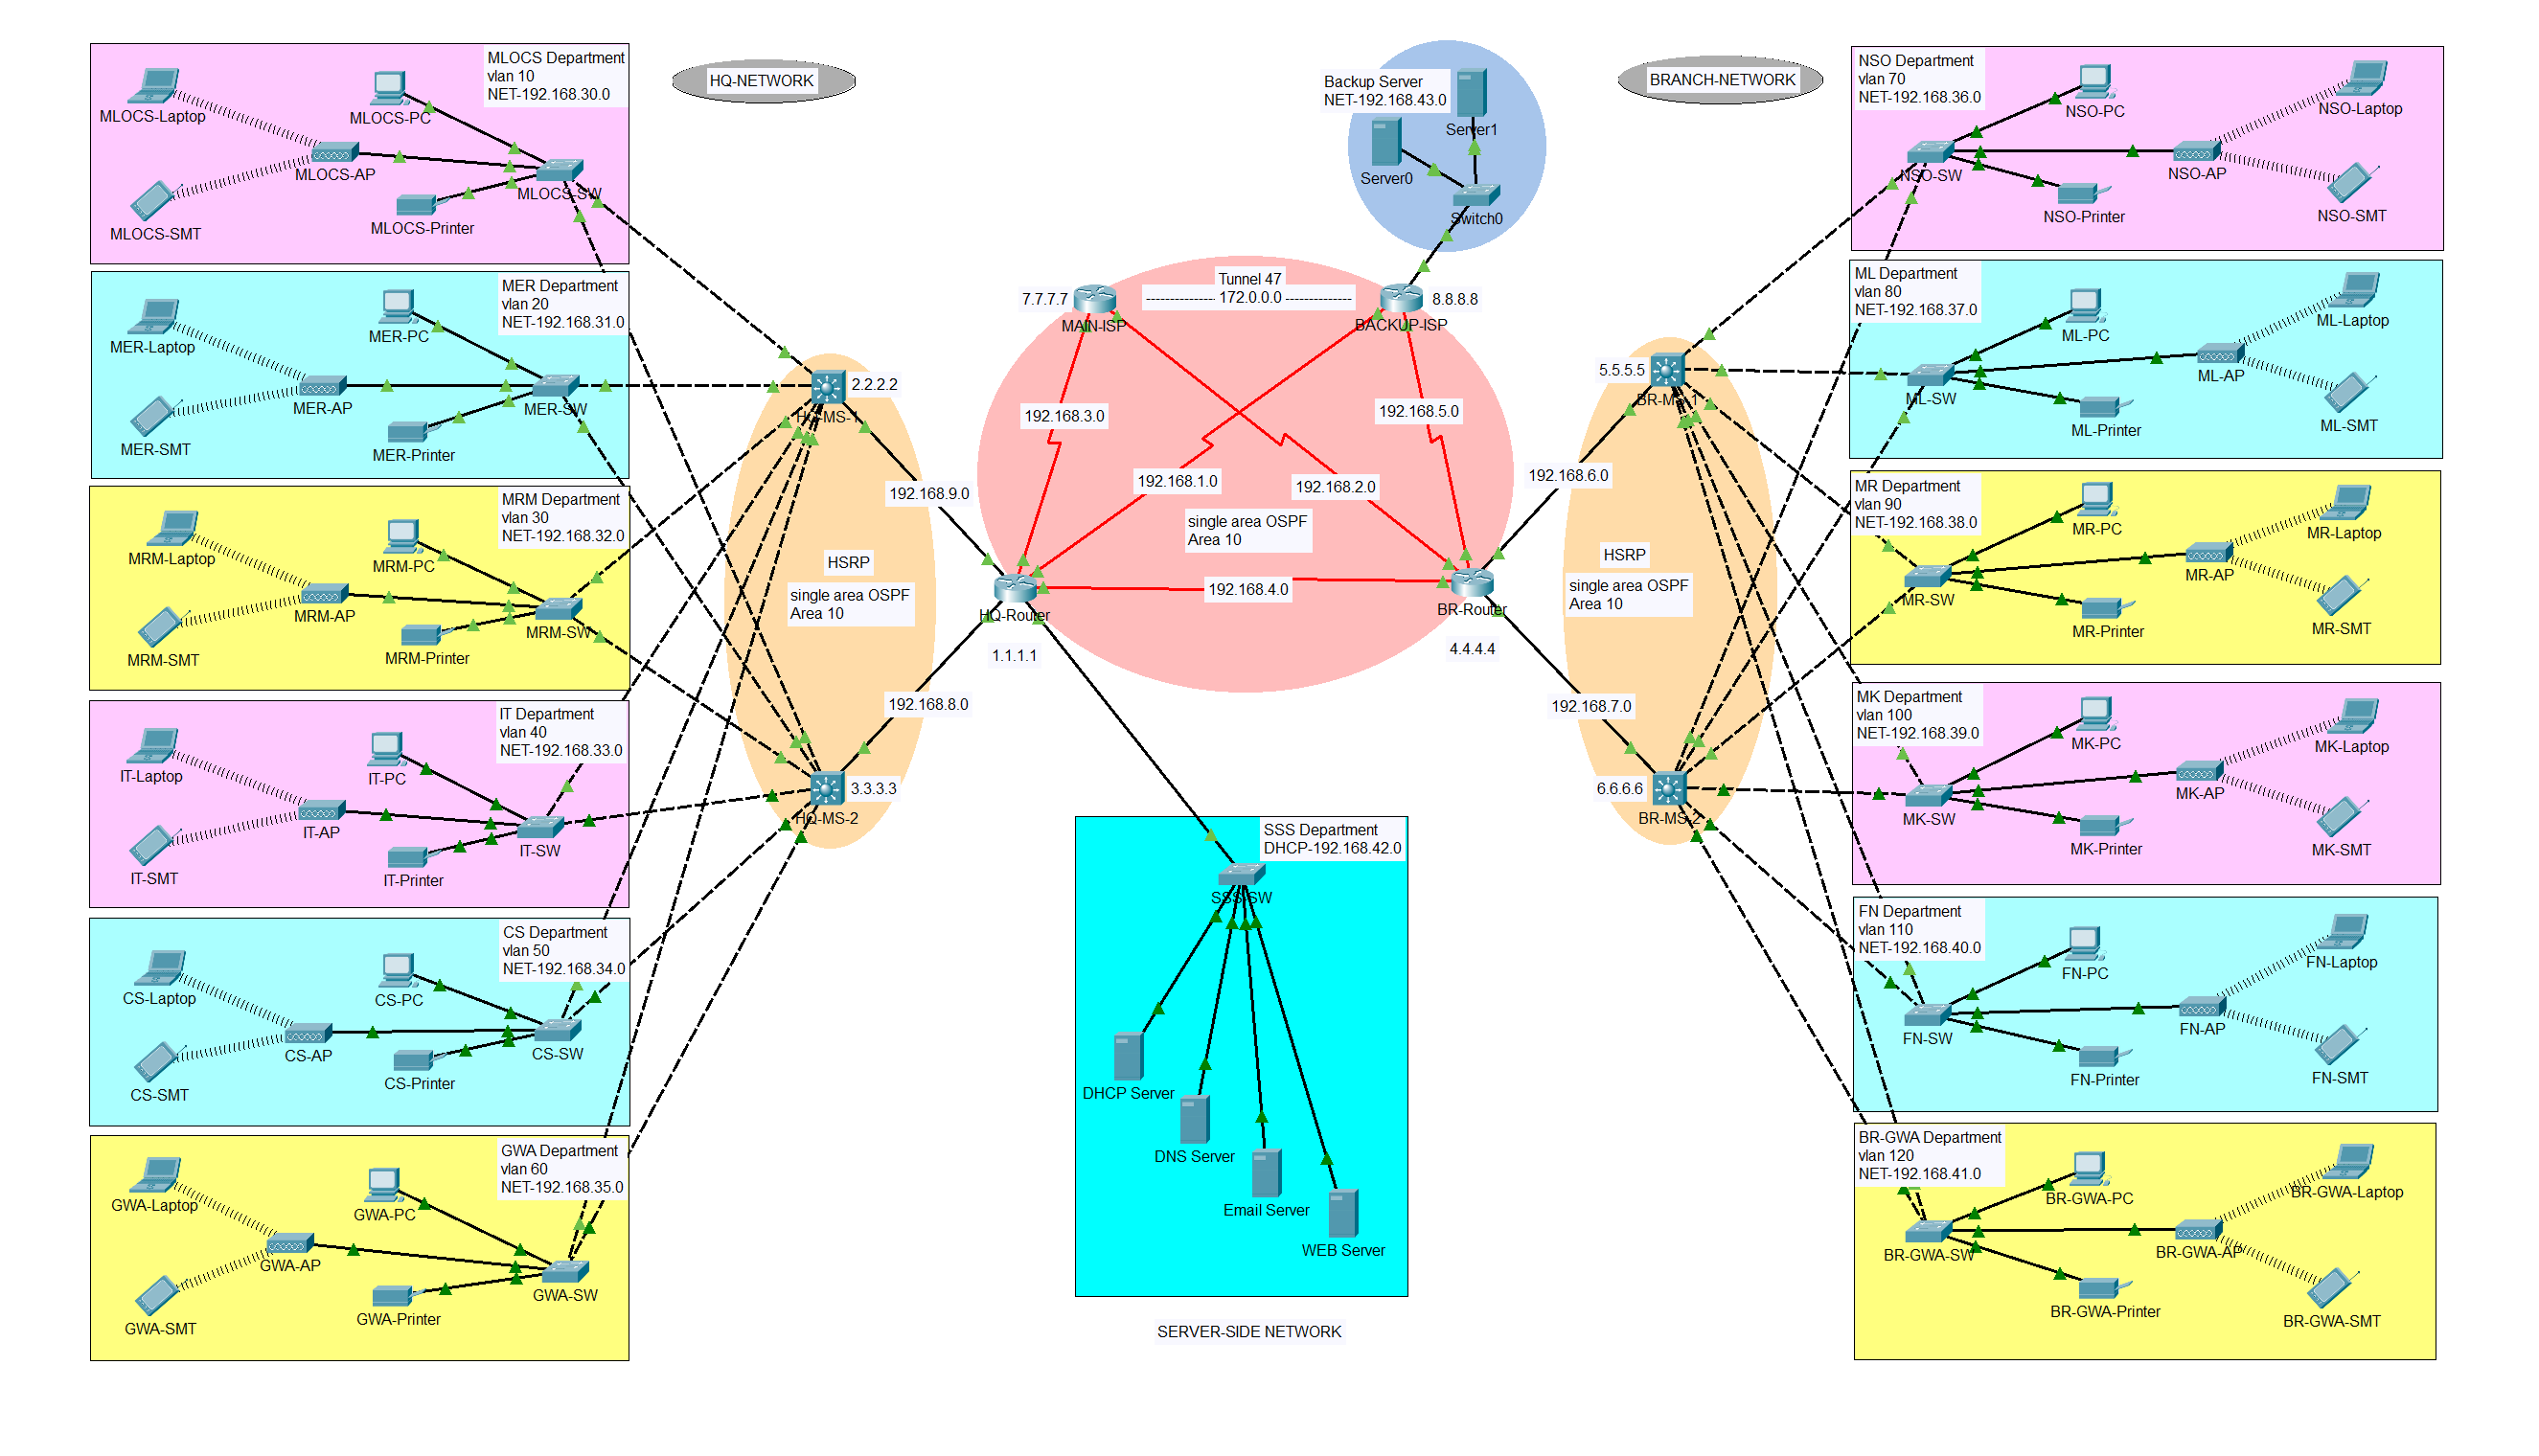 HQ-NETWORK
BRANCH-NETWORK
MLOCS Department
vlan 10
NET-192.168.30.0
MLOCS-Laptop
MLOCS-PC
MLOCS-AP
MLOCS-SW
MLOCS-SMT
MLOCS-Printer
MER Department
vlan 20
NET-192.168.31.0
MER-Laptop
MER-PC
MER-AP
MER-SW
MER-SMT
MER-Printer
MRM Department
vlan 30
NET-192.168.32.0
MRM-Laptop
MRM-PC
MRM-AP
MRM-SW
MRM-SMT
MRM-Printer
IT Department
vlan 40
NET-192.168.33.0
IT-Laptop
IT-PC
IT-AP
IT-SW
IT-SMT
IT-Printer
CS Department
vlan 50
NET-192.168.34.0
CS-Laptop
CS-PC
CS-AP
CS-SW
CS-SMT
CS-Printer
GWA Department
vlan 60
NET-192.168.35.0
GWA-Laptop
GWA-PC
GWA-AP
GWA-SW
GWA-SMT
GWA-Printer
2.2.2.2
HQ-MS-1
HSRP
single area OSPF
Area 10
3.3.3.3
HQ-MS-2
192.168.9.0
192.168.8.0
Backup Server
NET-192.168.43.0
Server1
Server0
Switch0
Tunnel 47
-------------- 172.0.0.0 --------------
7.7.7.7
MAIN-ISP
8.8.8.8
BACKUP-ISP
192.168.3.0
192.168.5.0
192.168.1.0
192.168.2.0
single area OSPF
Area 10
192.168.4.0
HQ-Router
1.1.1.1
BR-Router
4.4.4.4
192.168.6.0
192.168.7.0
5.5.5.5
BR-MS-1
HSRP
single area OSPF
Area 10
6.6.6.6
BR-MS-2
SSS Department
DHCP-192.168.42.0
SSS-SW
DHCP Server
DNS Server
Email Server
WEB Server
SERVER-SIDE NETWORK
NSO Department
vlan 70
NET-192.168.36.0
NSO-PC
NSO-Laptop
NSO-SW
NSO-AP
NSO-Printer
NSO-SMT
ML Department
vlan 80
NET-192.168.37.0
ML-PC
ML-Laptop
ML-SW
ML-AP
ML-Printer
ML-SMT
MR Department
vlan 90
NET-192.168.38.0
MR-PC
MR-Laptop
MR-SW
MR-AP
MR-Printer
MR-SMT
MK Department
vlan 100
NET-192.168.39.0
MK-PC
MK-Laptop
MK-SW
MK-AP
MK-Printer
MK-SMT
FN Department
vlan 110
NET-192.168.40.0
FN-PC
FN-Laptop
FN-SW
FN-AP
FN-Printer
FN-SMT
BR-GWA Department
vlan 120
NET-192.168.41.0
BR-GWA-PC
BR-GWA-Laptop
BR-GWA-SW
BR-GWA-AP
BR-GWA-Printer
BR-GWA-SMT